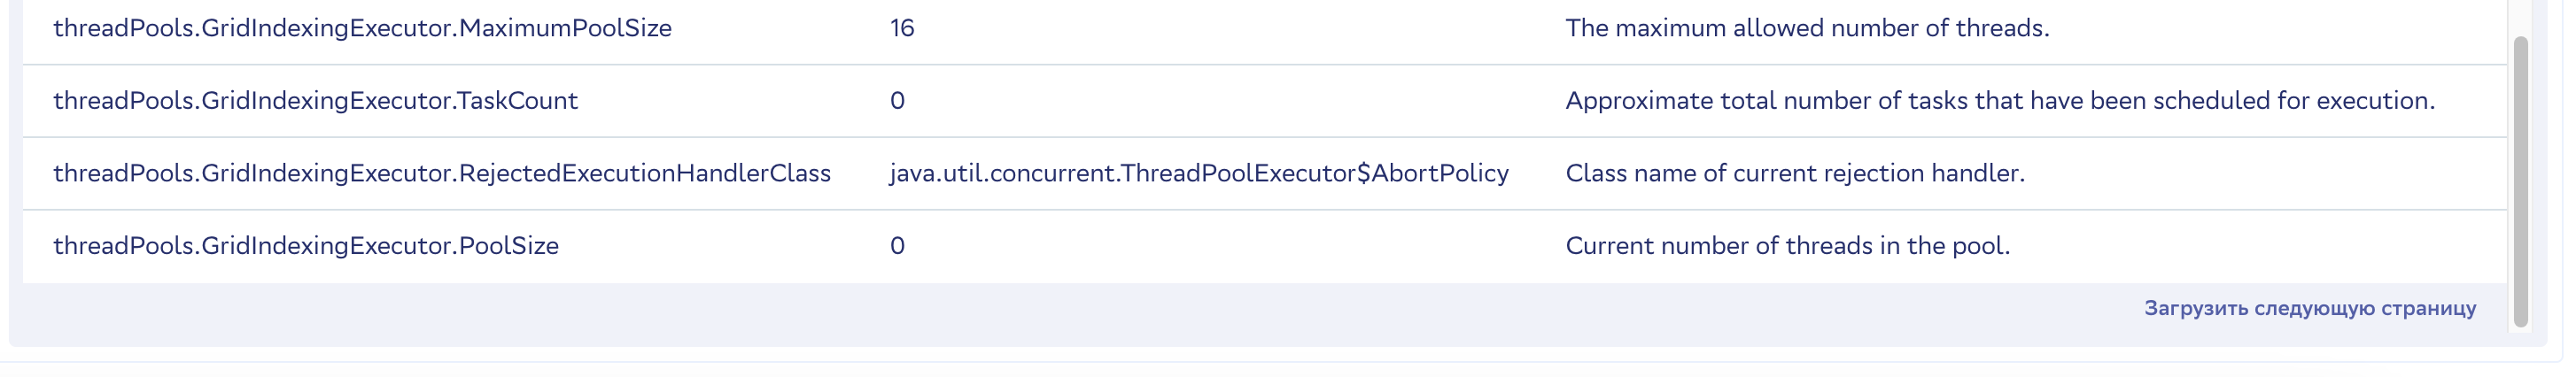 threadPools.GridIndexingExecutor.MaximumPoolSize 16 The maximum allowed number of threads.
threadPools.GridIndexingExecutor.TaskCount 0 Approximate total number of tasks that have been scheduled for execution.
threadPools.GridIndexingExecutor.RejectedExecutionHandlerClass java.util.concurrent.ThreadPoolExecutor$AbortPolicy Class name of current rejection handler.
threadPools.GridIndexingExecutor.PoolSize 0 Current number of threads in the pool.
Загрузить следующую страницу